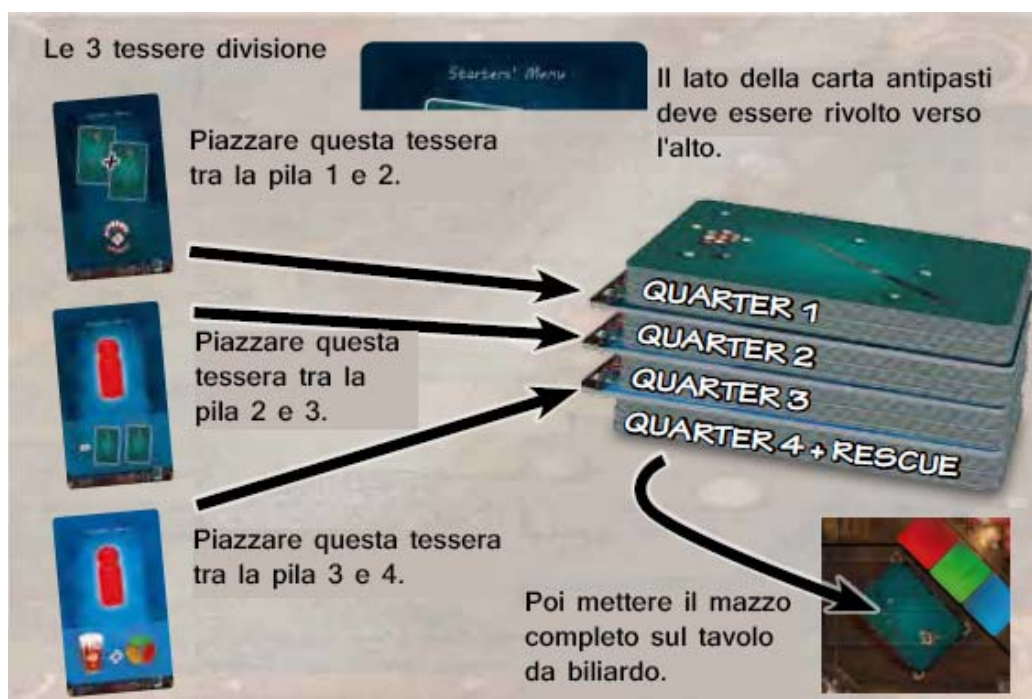 Le 3 tessere divisione
Starters' Menu
Il lato della carta antipasti
deve essere rivolto verso
l'alto.
Piazzare questa tessera
tra la pila 1 e 2.
QUARTER 1
QUARTER 2
QUARTER 3
QUARTER 4 + RESCUE
Piazzare questa
tessera tra la
pila 2 e 3.
Piazzare questa tessera
tra la pila 3 e 4.
Poi mettere il mazzo
completo sul tavolo
da biliardo.